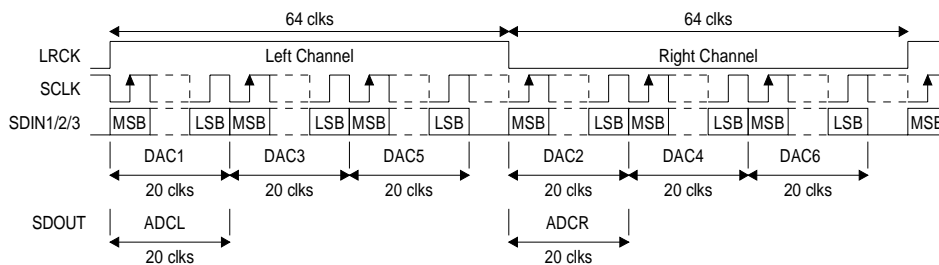 64 clks 64 clks
LRCK Left Channel Right Channel
SCLK
SDIN1/2/3 MSB LSB MSB LSB MSB LSB MSB LSB MSB LSB MSB LSB MSB
DAC1 DAC3 DAC5 DAC2 DAC4 DAC6
20 clks 20 clks 20 clks 20 clks 20 clks 20 clks
SDOUT ADCL ADCR
20 clks 20 clks